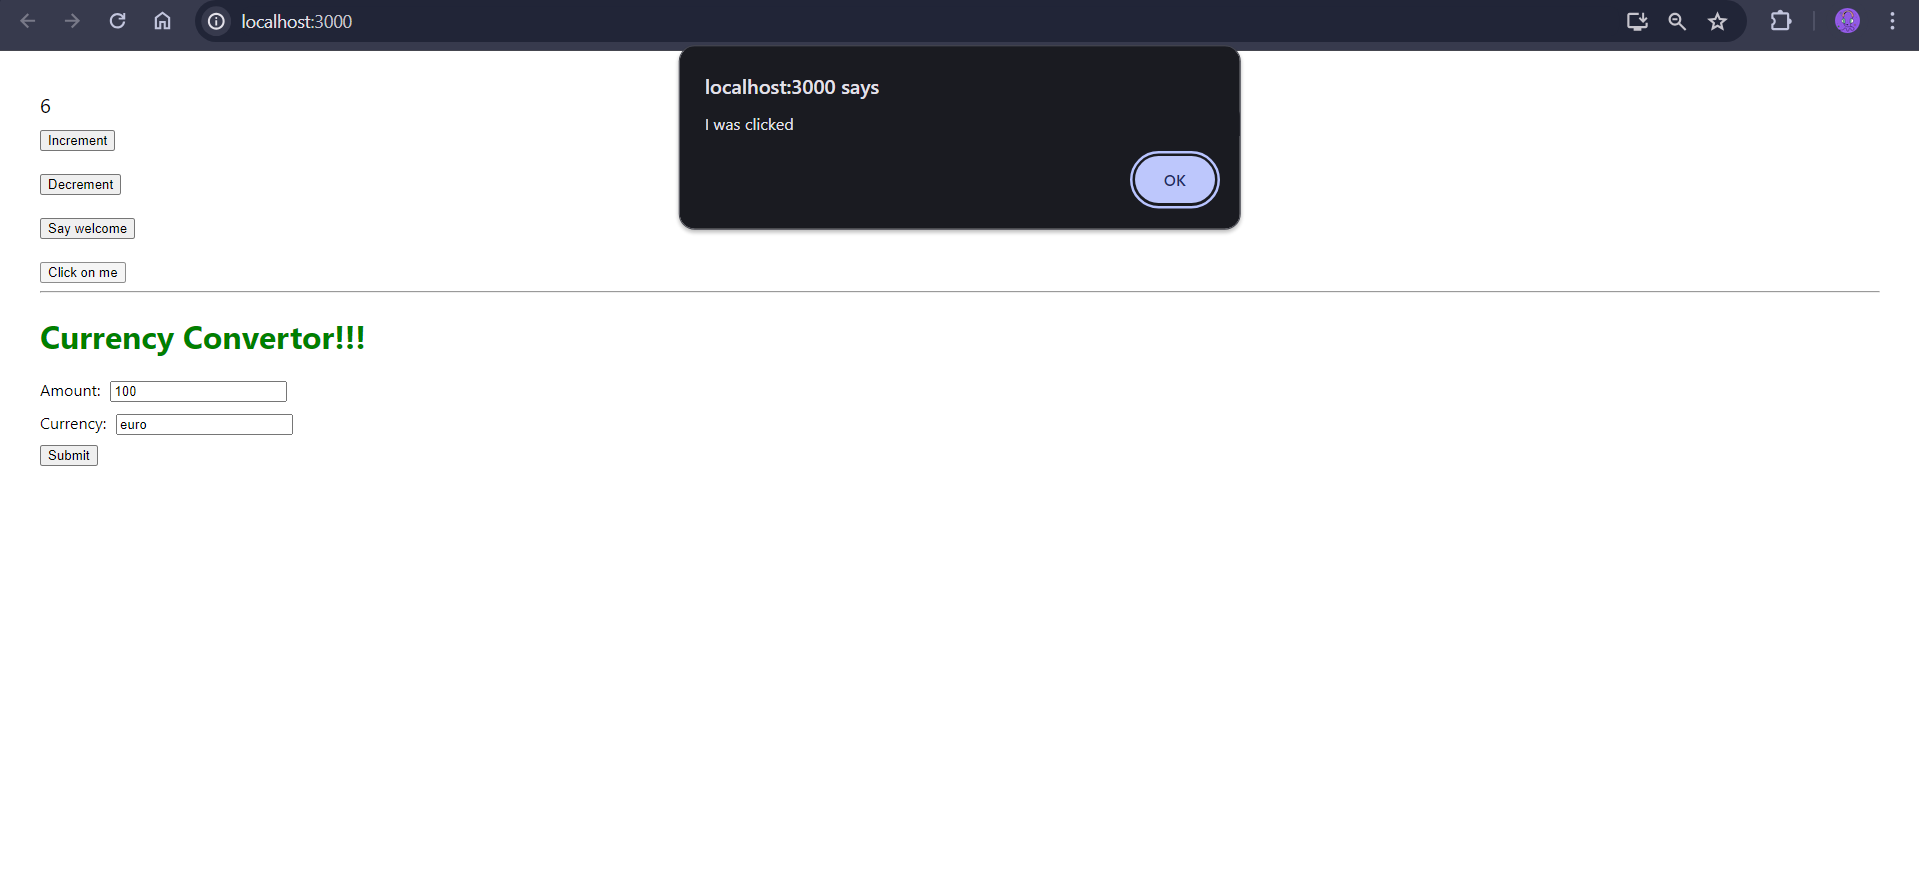 localhost:3000
localhost:3000 says
I was clicked
OK
6
Increment
Decrement
Say welcome
Click on me
Currency Convertor!!!
Amount: 100
Currency: euro
Submit